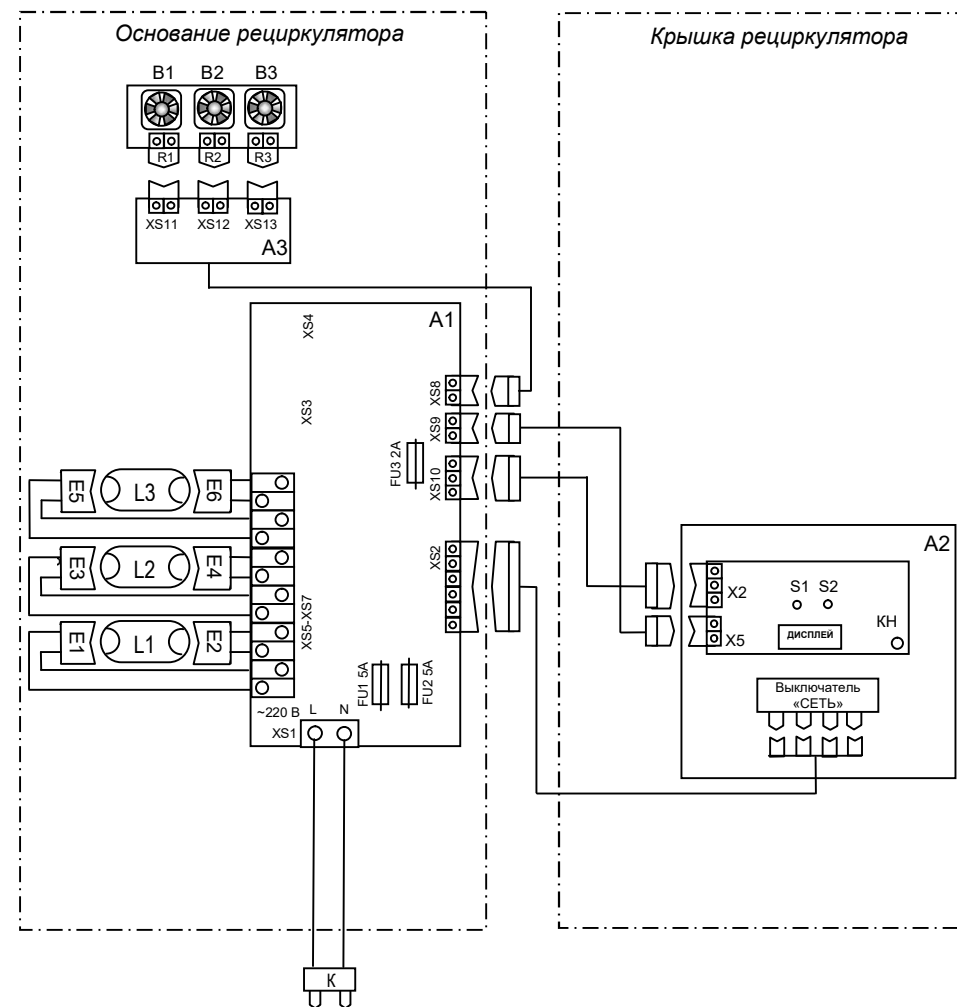 Основание рециркулятора
Крышка рециркулятора
B1 B2 B3
R1 R2 R3
XS11 XS12 XS13
A3
A1
XS4
XS3
XS8
XS9
FU3 2A
XS10
E5 L3 E6
XS2
A2
E3 L2 E4
X2
S1 S2
XS5-XS7
КН
ДИСПЛЕЙ
X5
E1 L1 E2
FU1 5A
FU2 5A
Выключатель
«СЕТЬ»
~220 В L N
XS1
К